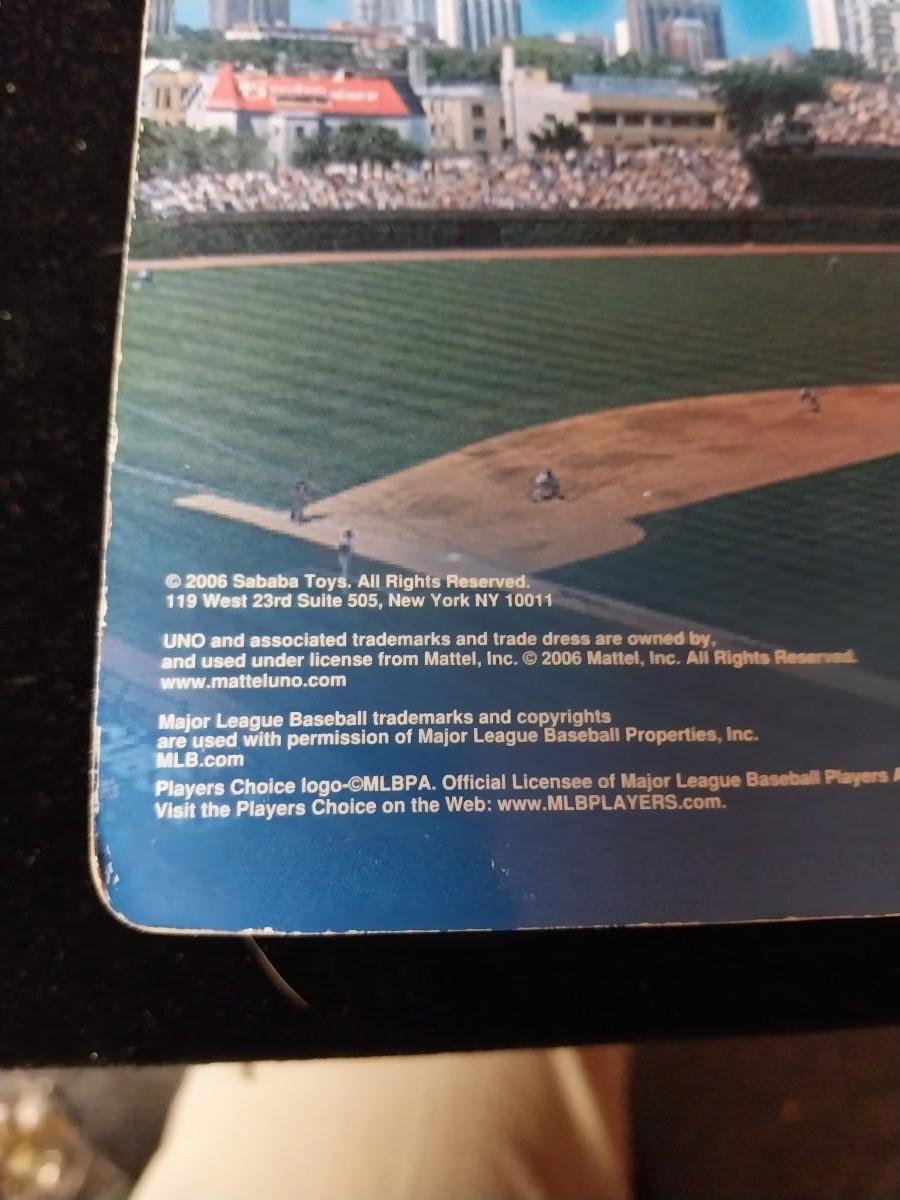 © 2006 Sababa Toys. All Rights Reserved.
119 West 23rd Suite 505, New York NY 10011
UNO and associated trademarks and trade dress are owned by,
and used under license from Mattel, Inc. © 2006 Mattel, Inc. All Rights Reserved.
www.matteluno.com
Major League Baseball trademarks and copyrights
are used with permission of Major League Baseball Properties, Inc.
MLB.com
Players Choice logo-©MLBPA. Official Licensee of Major League Baseball Players
Visit the Players Choice on the Web: www.MLBPLAYERS.com.